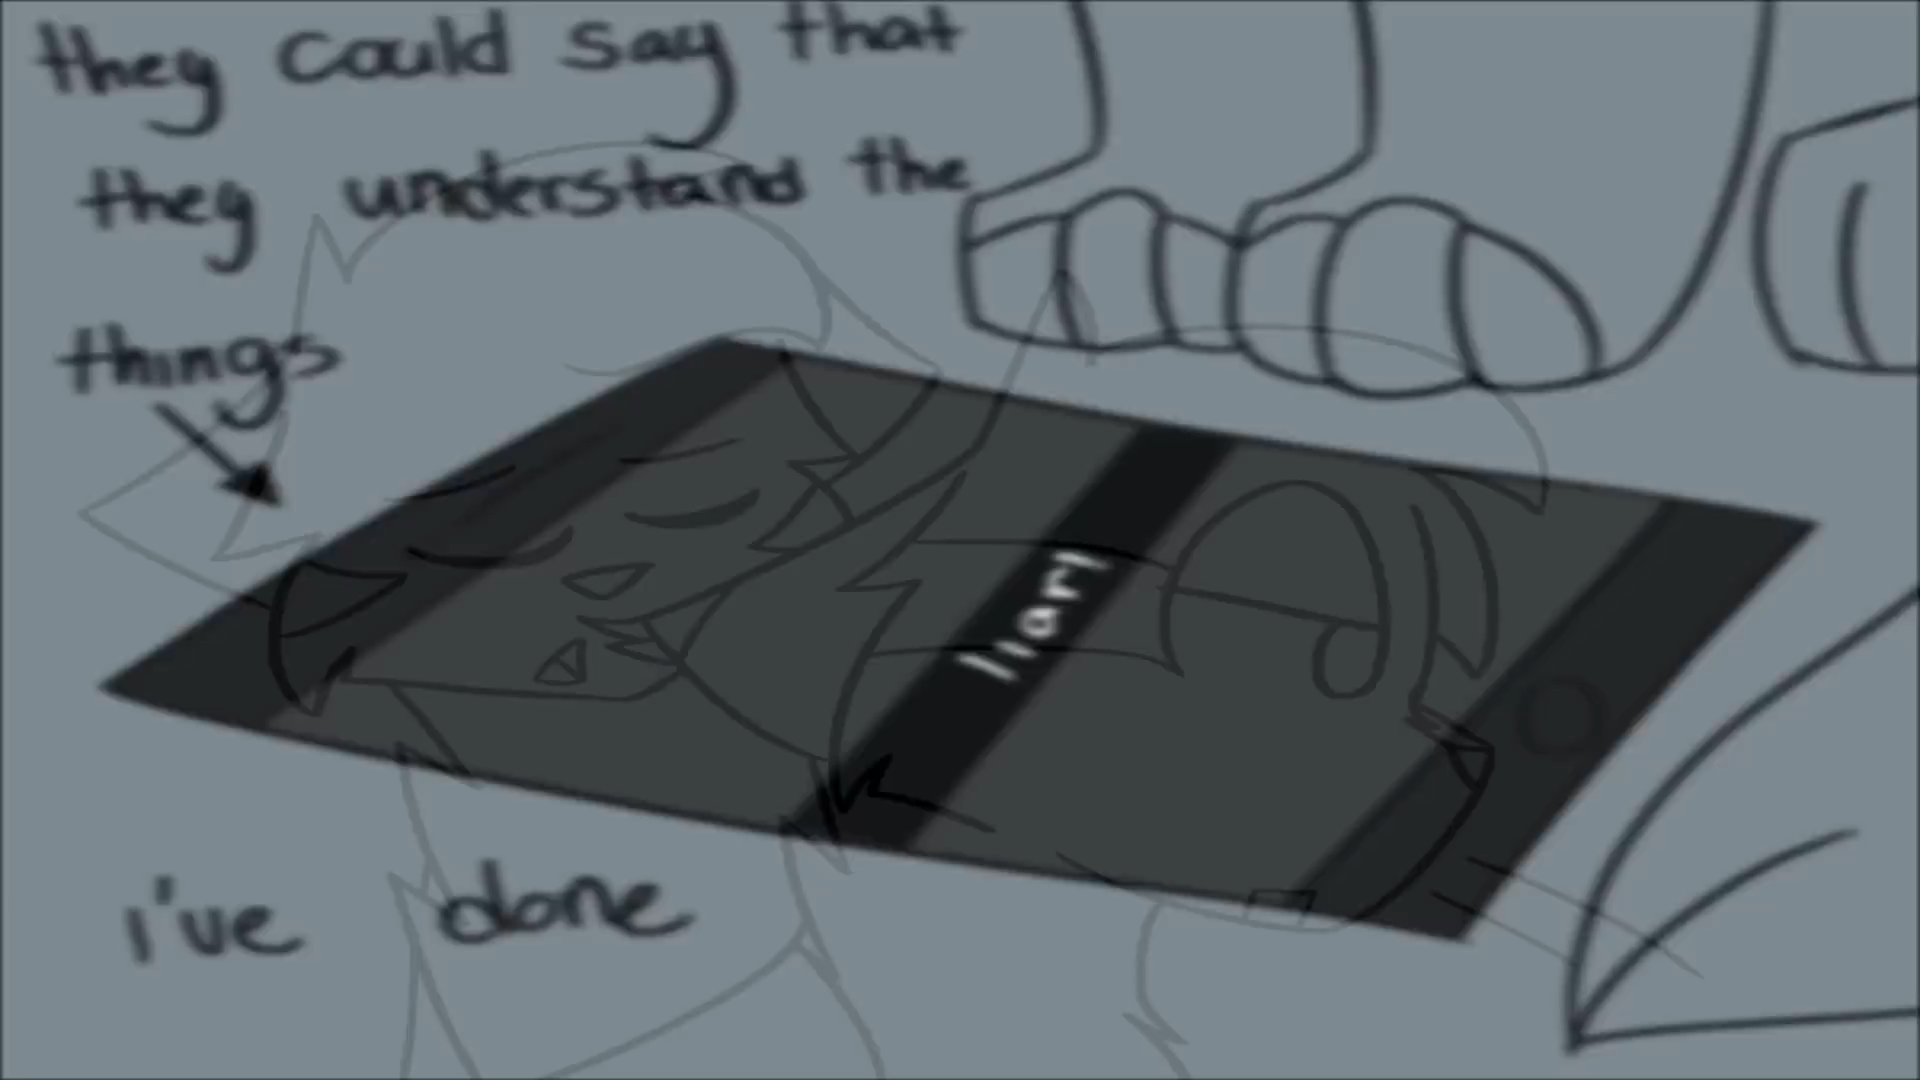 they could say that
they understand the
things
liar
i've done